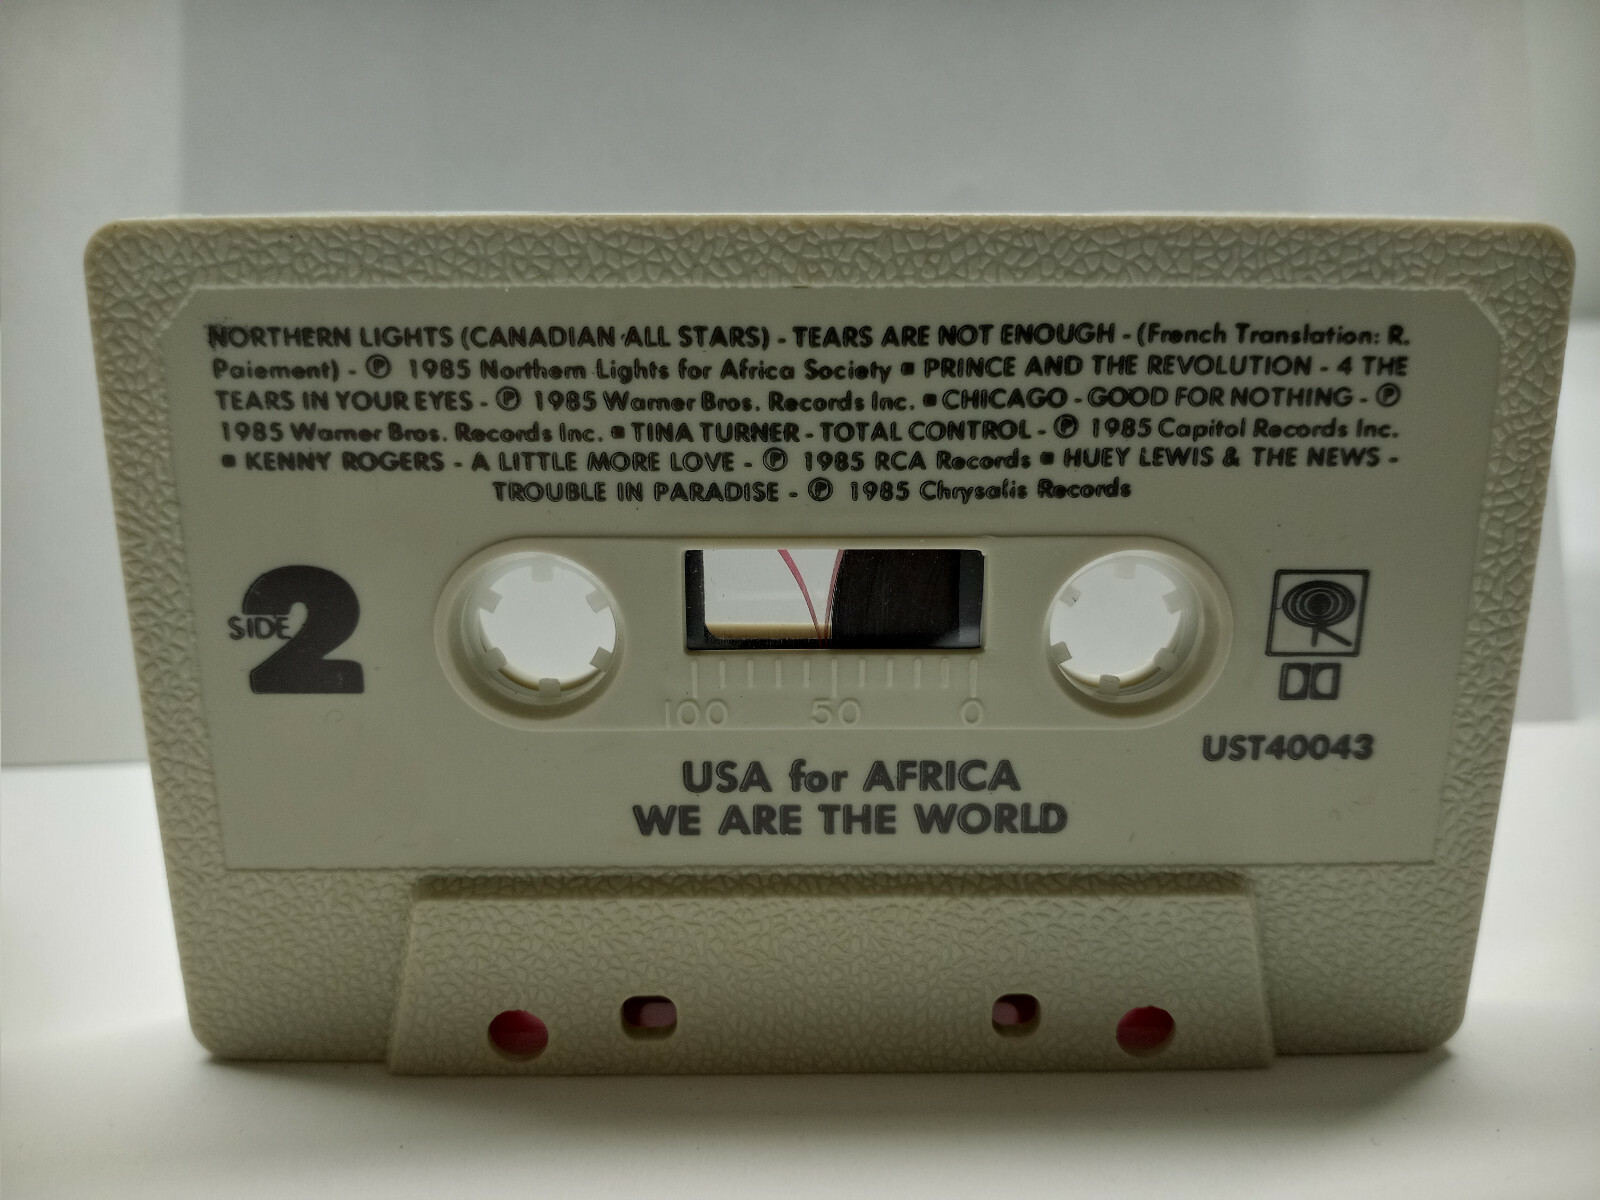 NORTHERN LIGHTS (CANADIAN ALL STARS) - TEARS ARE NOT ENOUGH - (French Translation: R.
Paiement) - ℗ 1985 Northern Lights for Africa Society ▪ PRINCE AND THE REVOLUTION - 4 THE
TEARS IN YOUR EYES - ℗ 1985 Warner Bros. Records Inc. ▪ CHICAGO - GOOD FOR NOTHING - ℗
1985 Warner Bros. Records Inc. ▪ TINA TURNER - TOTAL CONTROL - ℗ 1985 Capitol Records Inc.
▪ KENNY ROGERS - A LITTLE MORE LOVE - ℗ 1985 RCA Records ▪ HUEY LEWIS & THE NEWS -
TROUBLE IN PARADISE - ℗ 1985 Chrysalis Records
SIDE 2
100 50 0
UST40043
USA for AFRICA
WE ARE THE WORLD